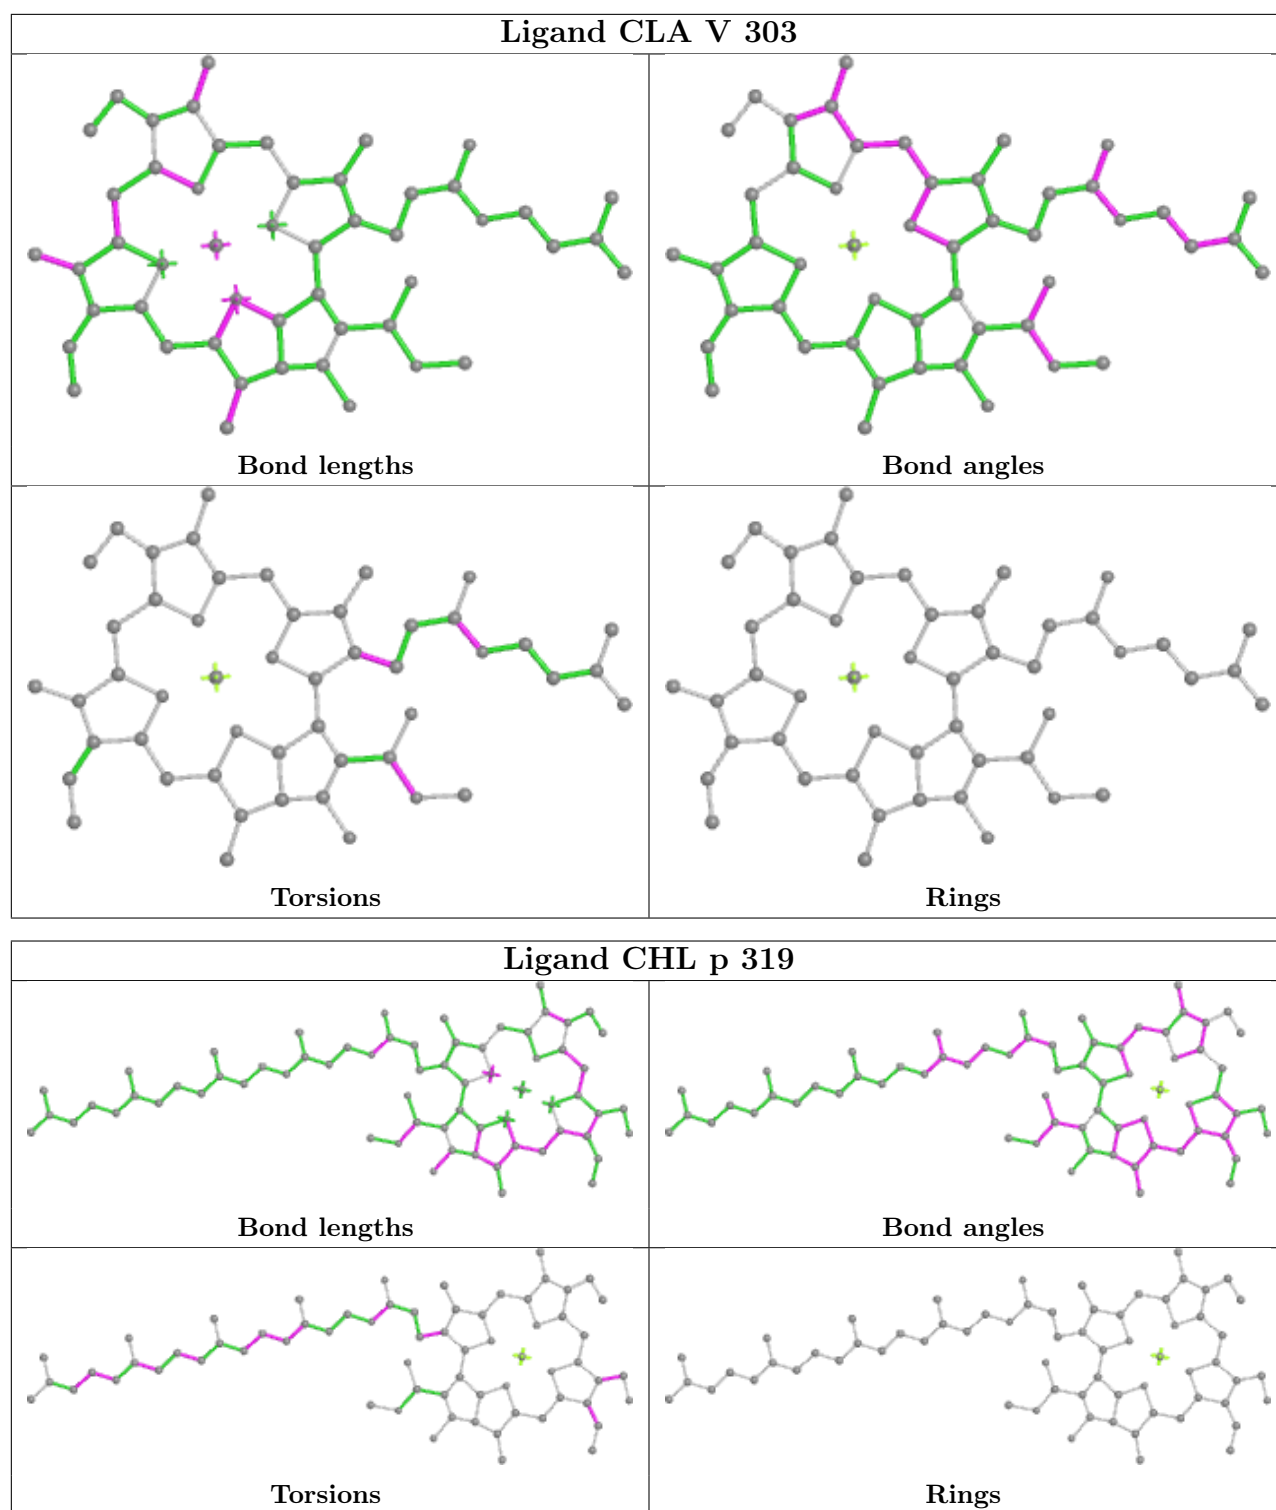 Ligand CLA V 303
Bond lengths
Bond angles
Torsions
Rings
Ligand CHL p 319
Bond lengths
Bond angles
Torsions
Rings